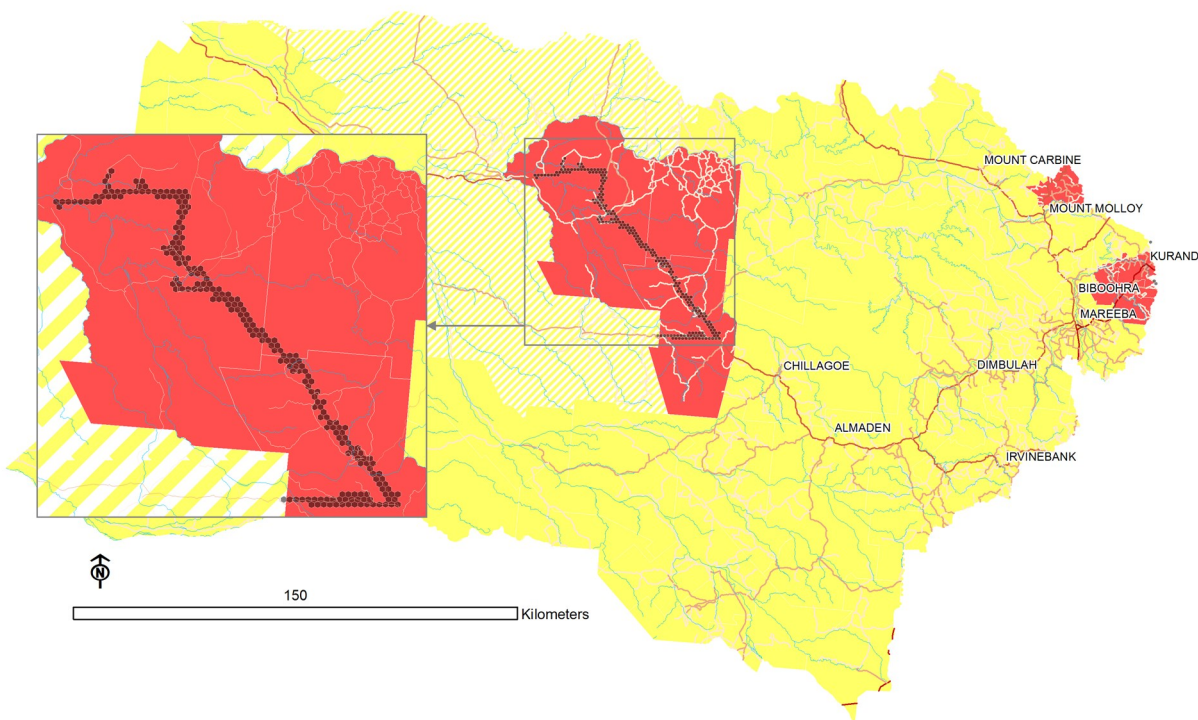 MOUNT CARBINE
MOUNT MOLLOY
KURAND
BIBOOHRA
MAREEBA
CHILLAGOE
DIMBULAH
ALMADEN
IRVINEBANK
N
150
Kilometers